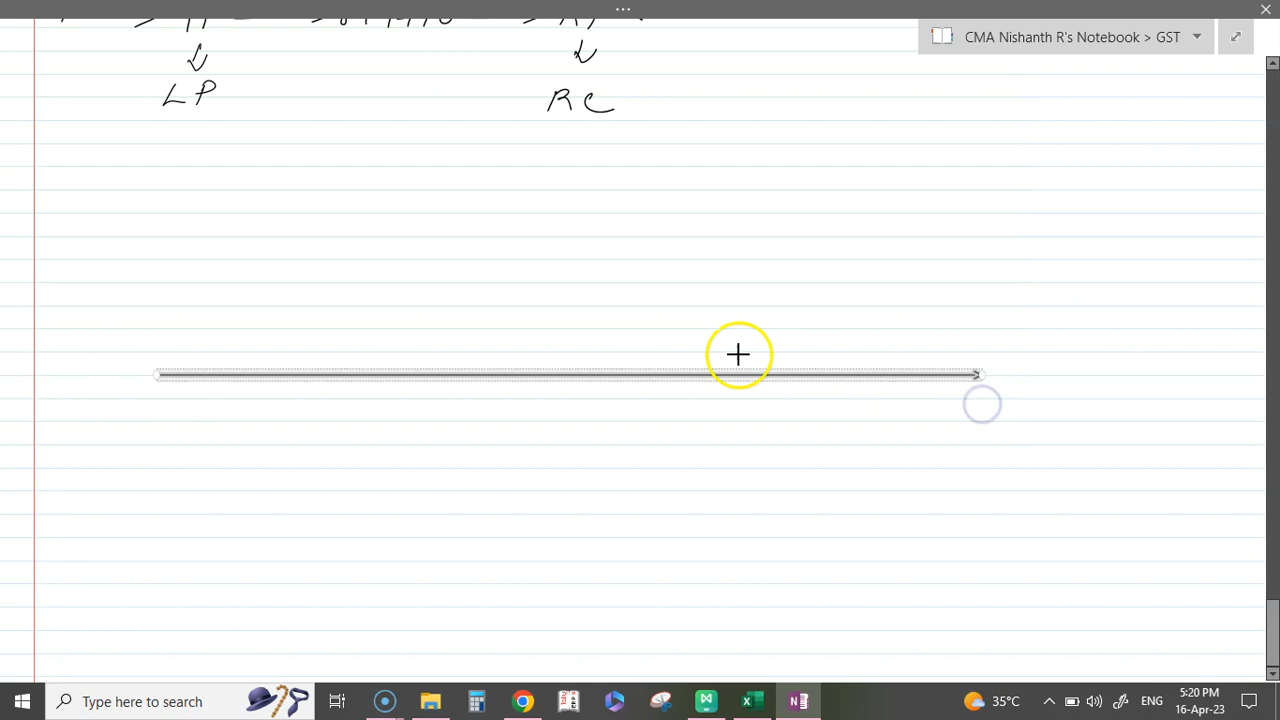 CMA Nishanth R's Notebook > GST
LP
RC
Type here to search
35°C
ENG
5:20 PM
16-Apr-23